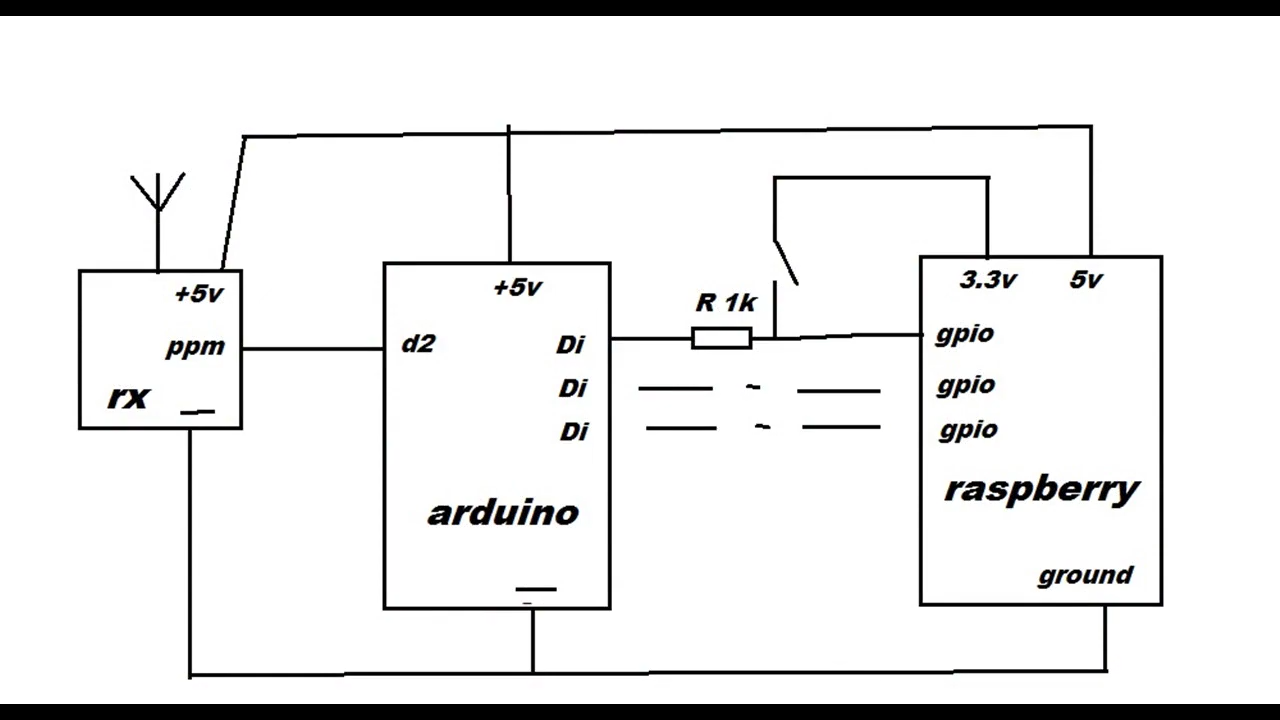 +5v
ppm
rx
+5v
d2
Di
Di
Di
arduino
R 1k
3.3v 5v
gpio
gpio
gpio
raspberry
ground